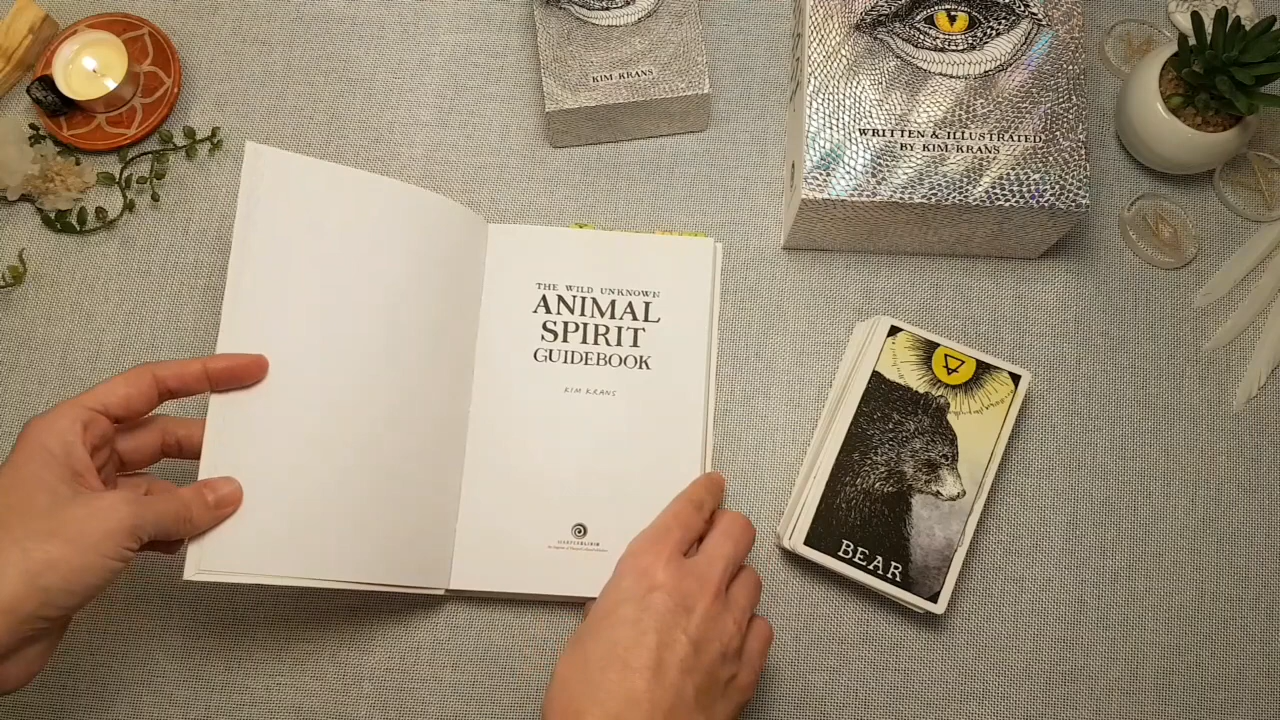 KIM KRANS
WRITTEN & ILLUSTRATED
BY KIM KRANS
THE WILD UNKNOWN
ANIMAL
SPIRIT
GUIDEBOOK
KIM KRANS
HARPERELIXIR
BEAR